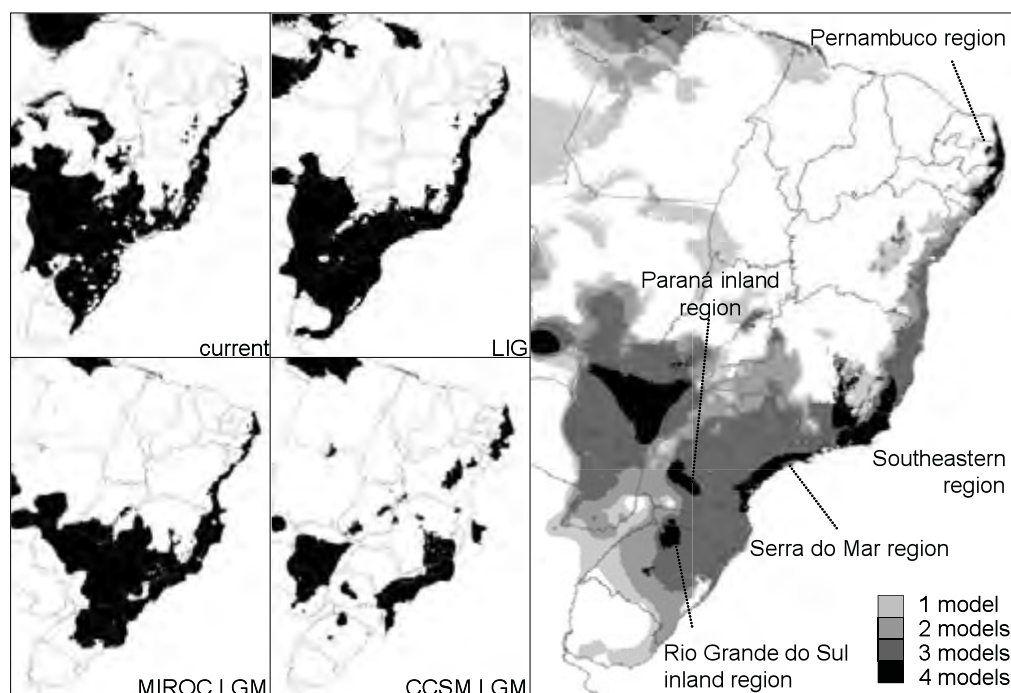 current
LIG
MIROC LGM
CCSM LGM
Pernambuco region
Paraná inland
region
Southeastern
region
Serra do Mar region
Rio Grande do Sul
inland region
1 model
2 models
3 models
4 models